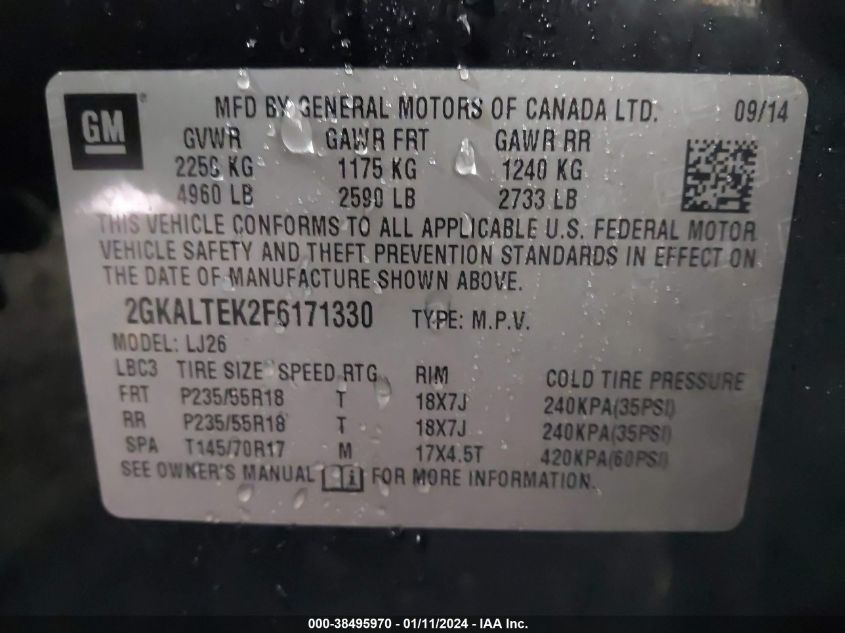 GM ® MFD BY GENERAL MOTORS OF CANADA LTD. 09/14
GVWR GAWR FRT GAWR RR
2250 KG 1175 KG 1240 KG
4960 LB 2590 LB 2733 LB
THIS VEHICLE CONFORMS TO ALL APPLICABLE U.S. FEDERAL MOTOR
VEHICLE SAFETY AND THEFT PREVENTION STANDARDS IN EFFECT ON
THE DATE OF MANUFACTURE SHOWN ABOVE.
2GKALTEK2F6171330 TYPE: M.P.V.
MODEL: LJ26
LBC3 TIRE SIZE SPEED RTG RIM COLD TIRE PRESSURE
FRT P235/55R18 T 18X7J 240KPA(35PSI)
RR P235/55R18 T 18X7J 240KPA(35PSI)
SPA T145/70R17 M 17X4.5T 420KPA(60PSI)
SEE OWNER'S MANUAL i FOR MORE INFORMATION.
000-38495970 - 01/11/2024 - IAA Inc.